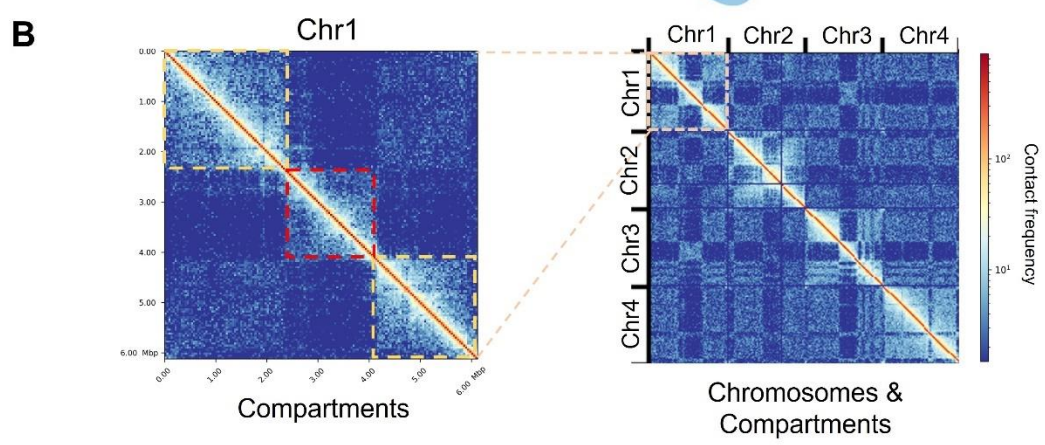 B
Chr1
0.00
1.00
2.00
3.00
4.00
5.00
6.00 Mbp
0.00
1.00
2.00
3.00
4.00
5.00
6.00 Mbp
Compartments
Chr1 Chr2 Chr3 Chr4
Chr1
Chr2
Chr3
Chr4
10²
10¹
Contact frequency
Chromosomes &
Compartments